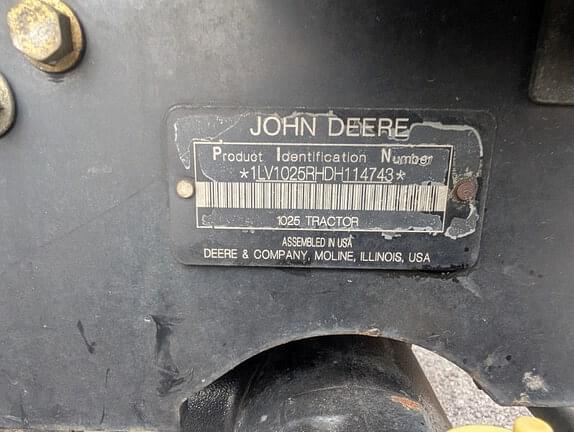 JOHN DEERE
Product Identification Number
*1LV1025RHDH114743*
1025 TRACTOR
ASSEMBLED IN USA
DEERE & COMPANY, MOLINE, ILLINOIS, USA